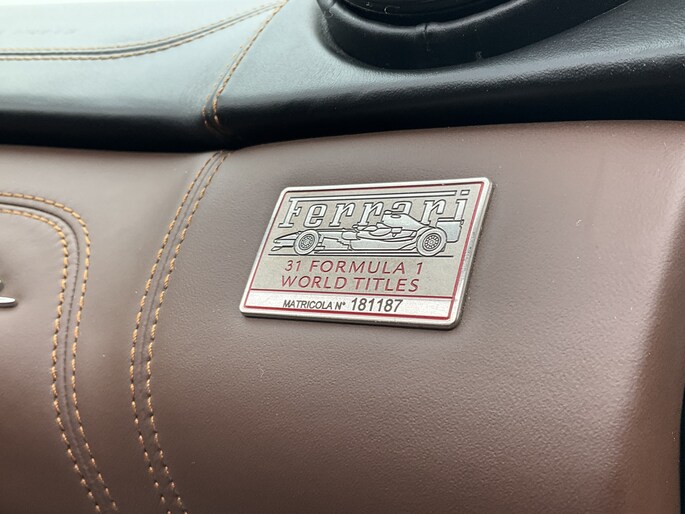 Ferrari
31 FORMULA 1
WORLD TITLES
MATRICOLA N° 181187